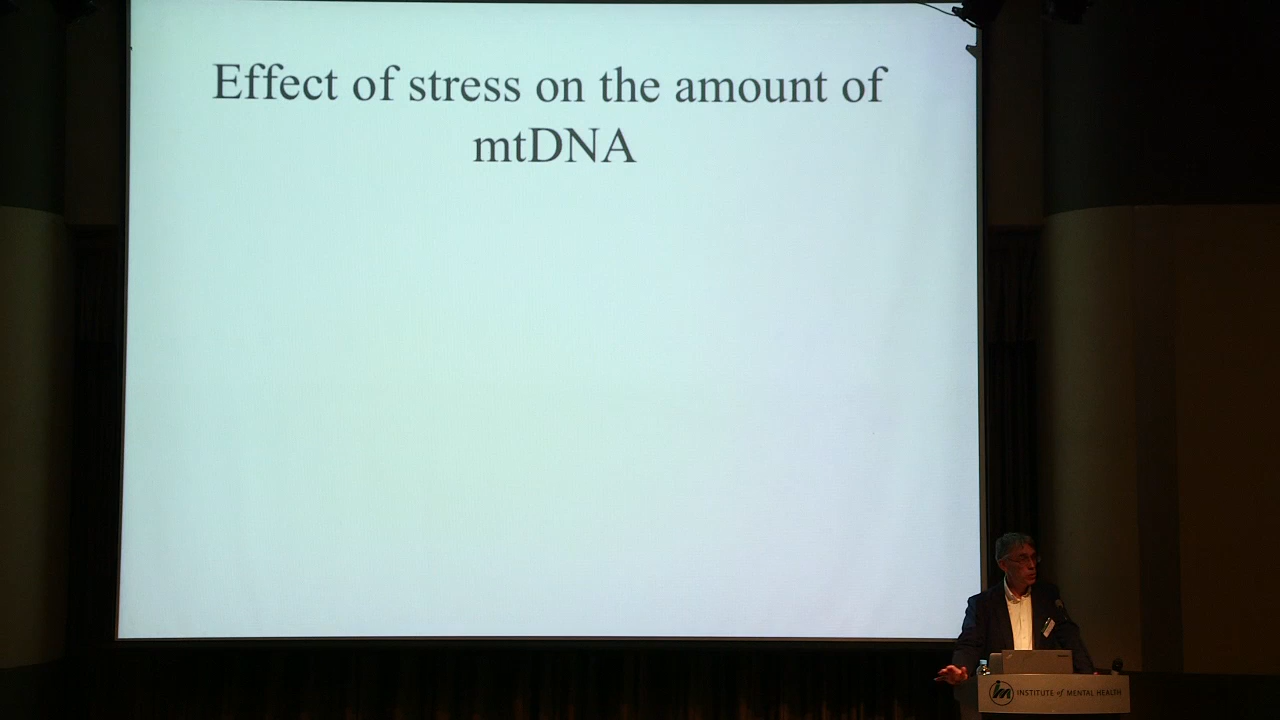 Effect of stress on the amount of
mtDNA
INSTITUTE of MENTAL HEALTH